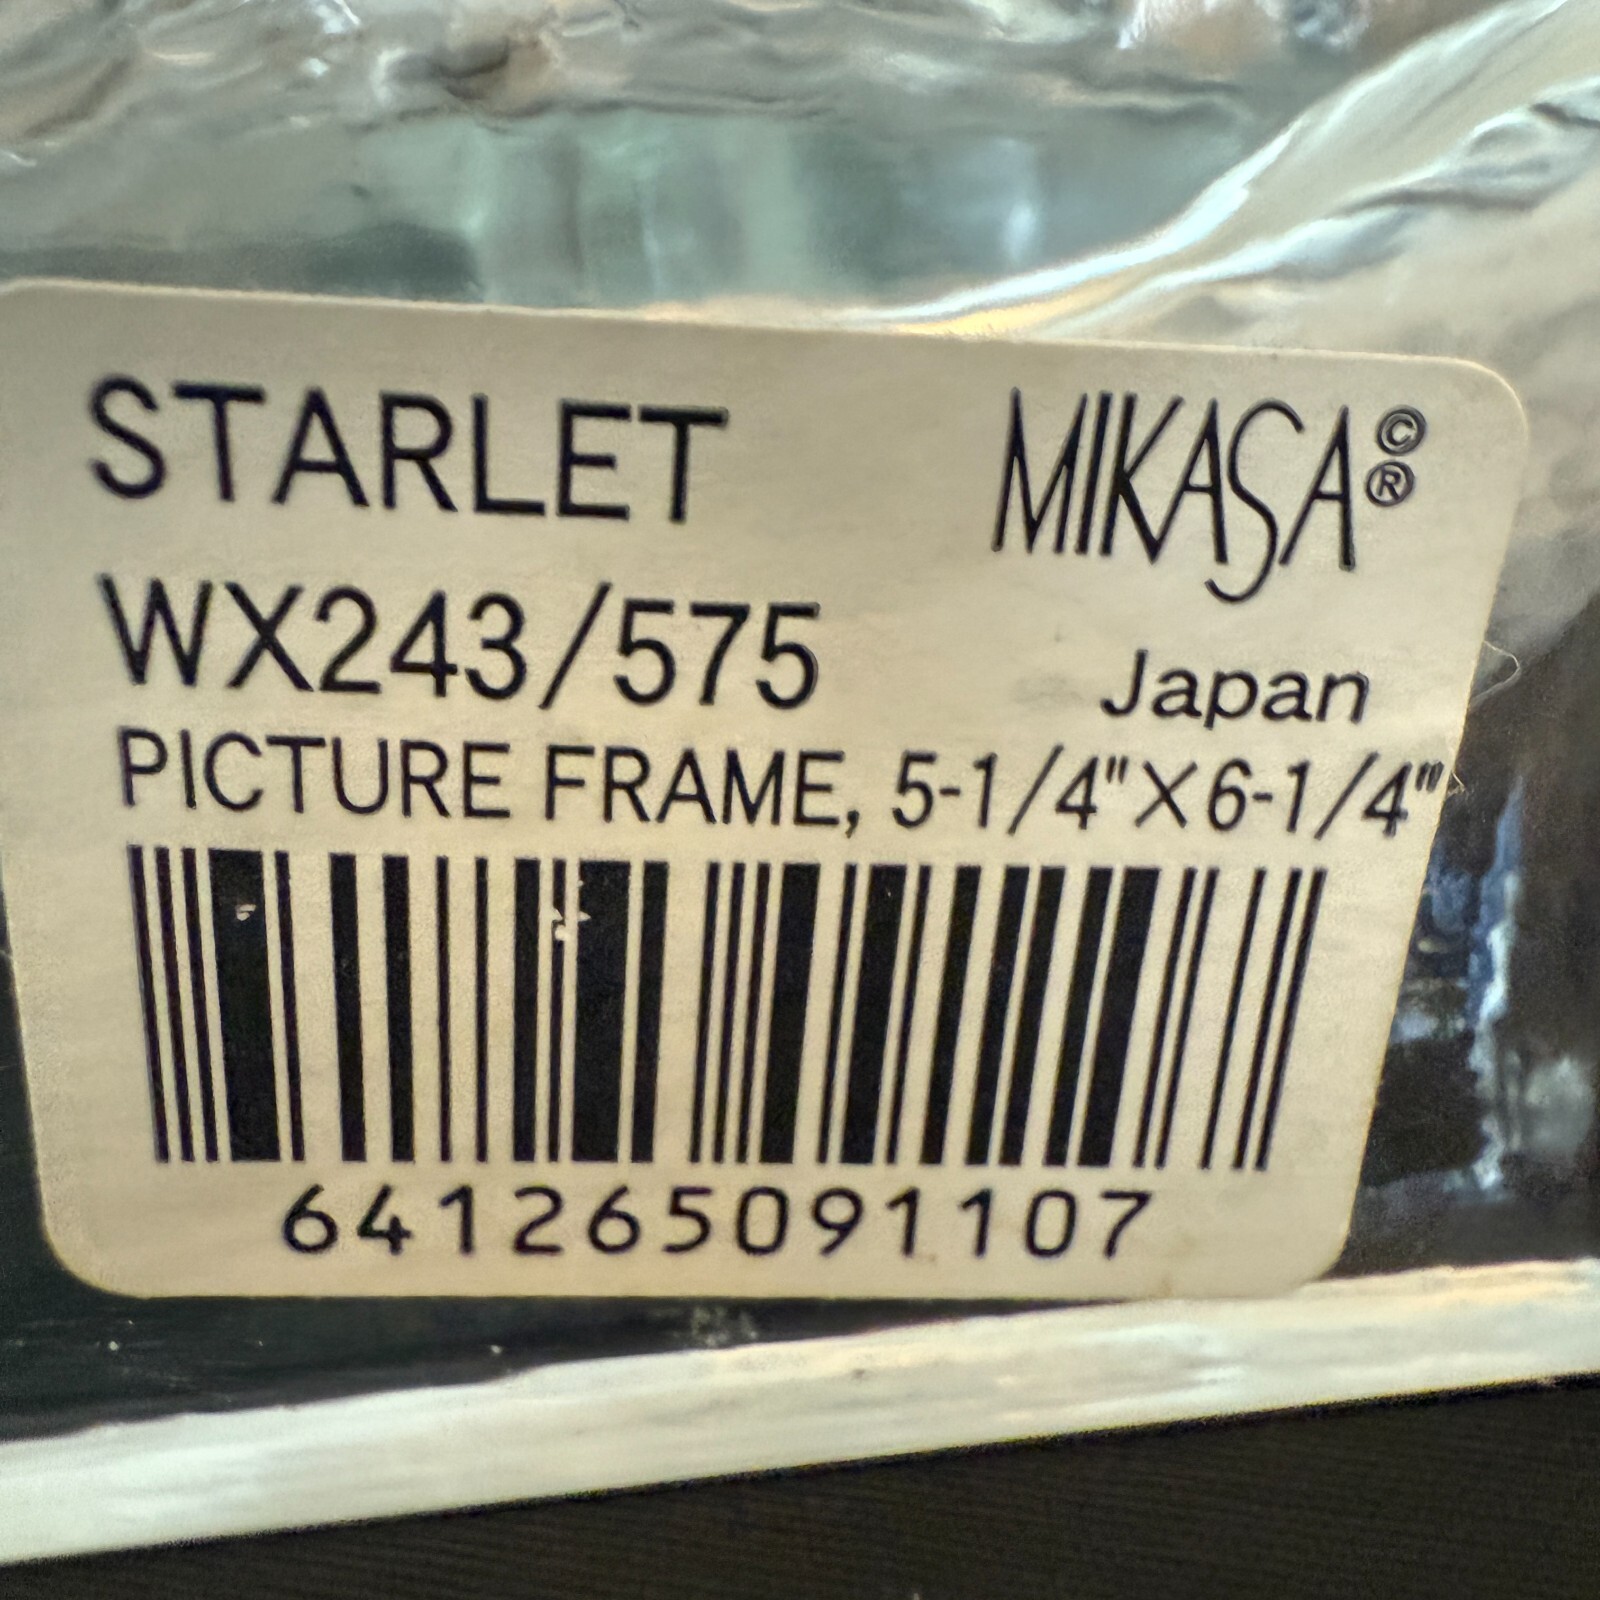 STARLET
MIKASA©®
WX243/575
Japan
PICTURE FRAME, 5-1/4"X6-1/4"
641265091107